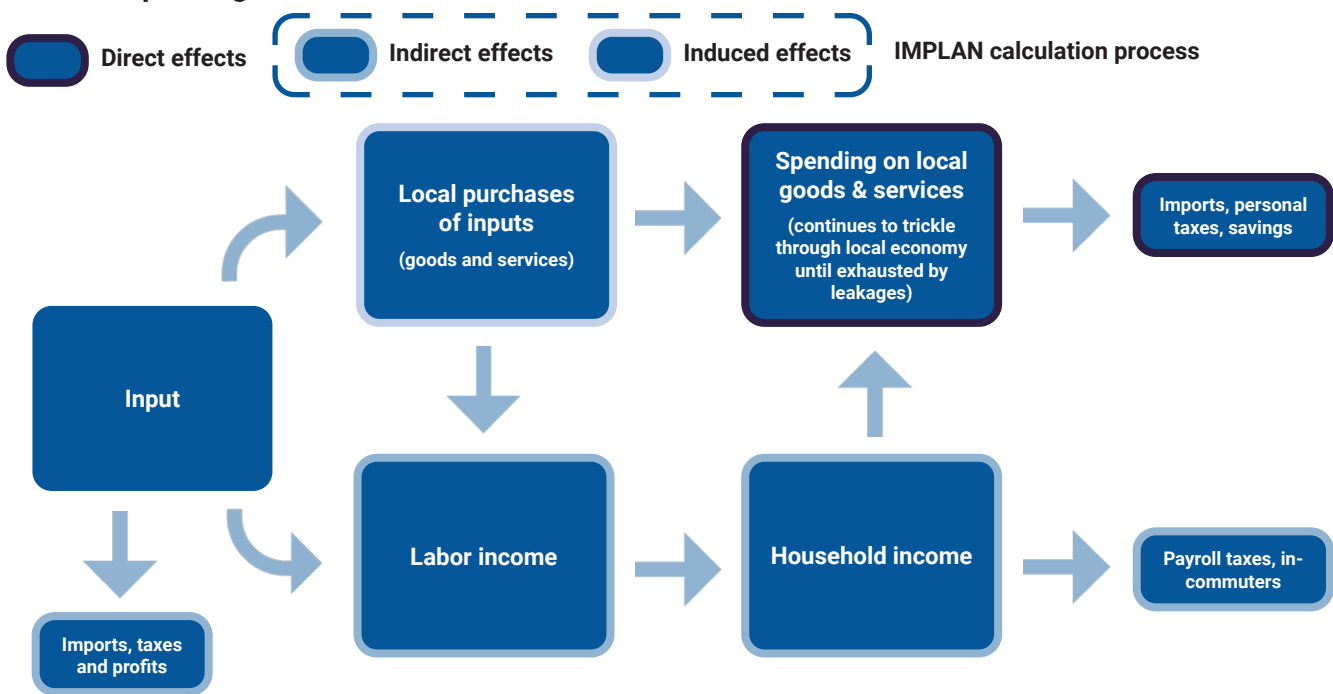 Direct effects
Indirect effects
Induced effects
IMPLAN calculation process
Local purchases
of inputs
(goods and services)
Spending on local
goods & services
(continues to trickle
through local economy
until exhausted by
leakages)
Imports, personal
taxes, savings
Input
Labor income
Household income
Payroll taxes, in-
commuters
Imports, taxes
and profits